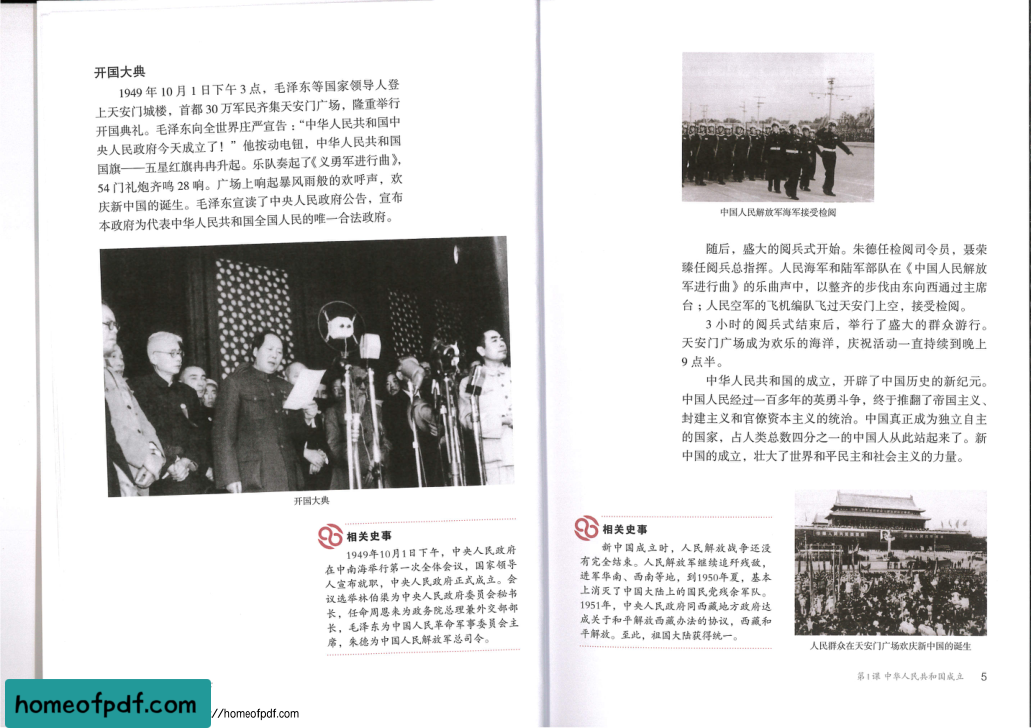 开国大典
1949 年 10 月 1 日下午 3 点，毛泽东等国家领导人登
上天安门城楼，首都 30 万军民齐集天安门广场，隆重举行
开国典礼。毛泽东向全世界庄严宣告：“中华人民共和国中
央人民政府今天成立了！”他按动电钮，中华人民共和国
国旗——五星红旗冉冉升起。乐队奏起了《义勇军进行曲》，
54 门礼炮齐鸣 28 响。广场上响起暴风雨般的欢呼声，欢
庆新中国的诞生。毛泽东宣读了中央人民政府公告，宣布
本政府为代表中华人民共和国全国人民的唯一合法政府。
开国大典
相关史事
1949年10月1日下午，中央人民政府
在中南海举行第一次全体会议，国家领导
人宣布就职，中央人民政府正式成立。会
议选举林伯渠为中央人民政府委员会秘书
长，任命周恩来为政务院总理兼外交部部
长，毛泽东为中国人民革命军事委员会主
席，朱德为中国人民解放军总司令。
中国人民解放军海军接受检阅
随后，盛大的阅兵式开始。朱德任检阅司令员，聂荣
臻任阅兵总指挥。人民海军和陆军部队在《中国人民解放
军进行曲》的乐曲声中，以整齐的步伐由东向西通过主席
台；人民空军的飞机编队飞过天安门上空，接受检阅。
3 小时的阅兵式结束后，举行了盛大的群众游行。
天安门广场成为欢乐的海洋，庆祝活动一直持续到晚上
9 点半。
中华人民共和国的成立，开辟了中国历史的新纪元。
中国人民经过一百多年的英勇斗争，终于推翻了帝国主义、
封建主义和官僚资本主义的统治。中国真正成为独立自主
的国家，占人类总数四分之一的中国人从此站起来了。新
中国的成立，壮大了世界和平民主和社会主义的力量。
相关史事
新中国成立时，人民解放战争还没
有完全结束。人民解放军继续追歼残敌，
进军华南、西南等地，到1950年夏，基本
上消灭了中国大陆上的国民党残余军队。
1951年，中央人民政府同西藏地方政府达
成关于和平解放西藏办法的协议，西藏和
平解放。至此，祖国大陆获得统一。
人民群众在天安门广场欢庆新中国的诞生
第1课 中华人民共和国成立 5
homeofpdf.com
//homeofpdf.com